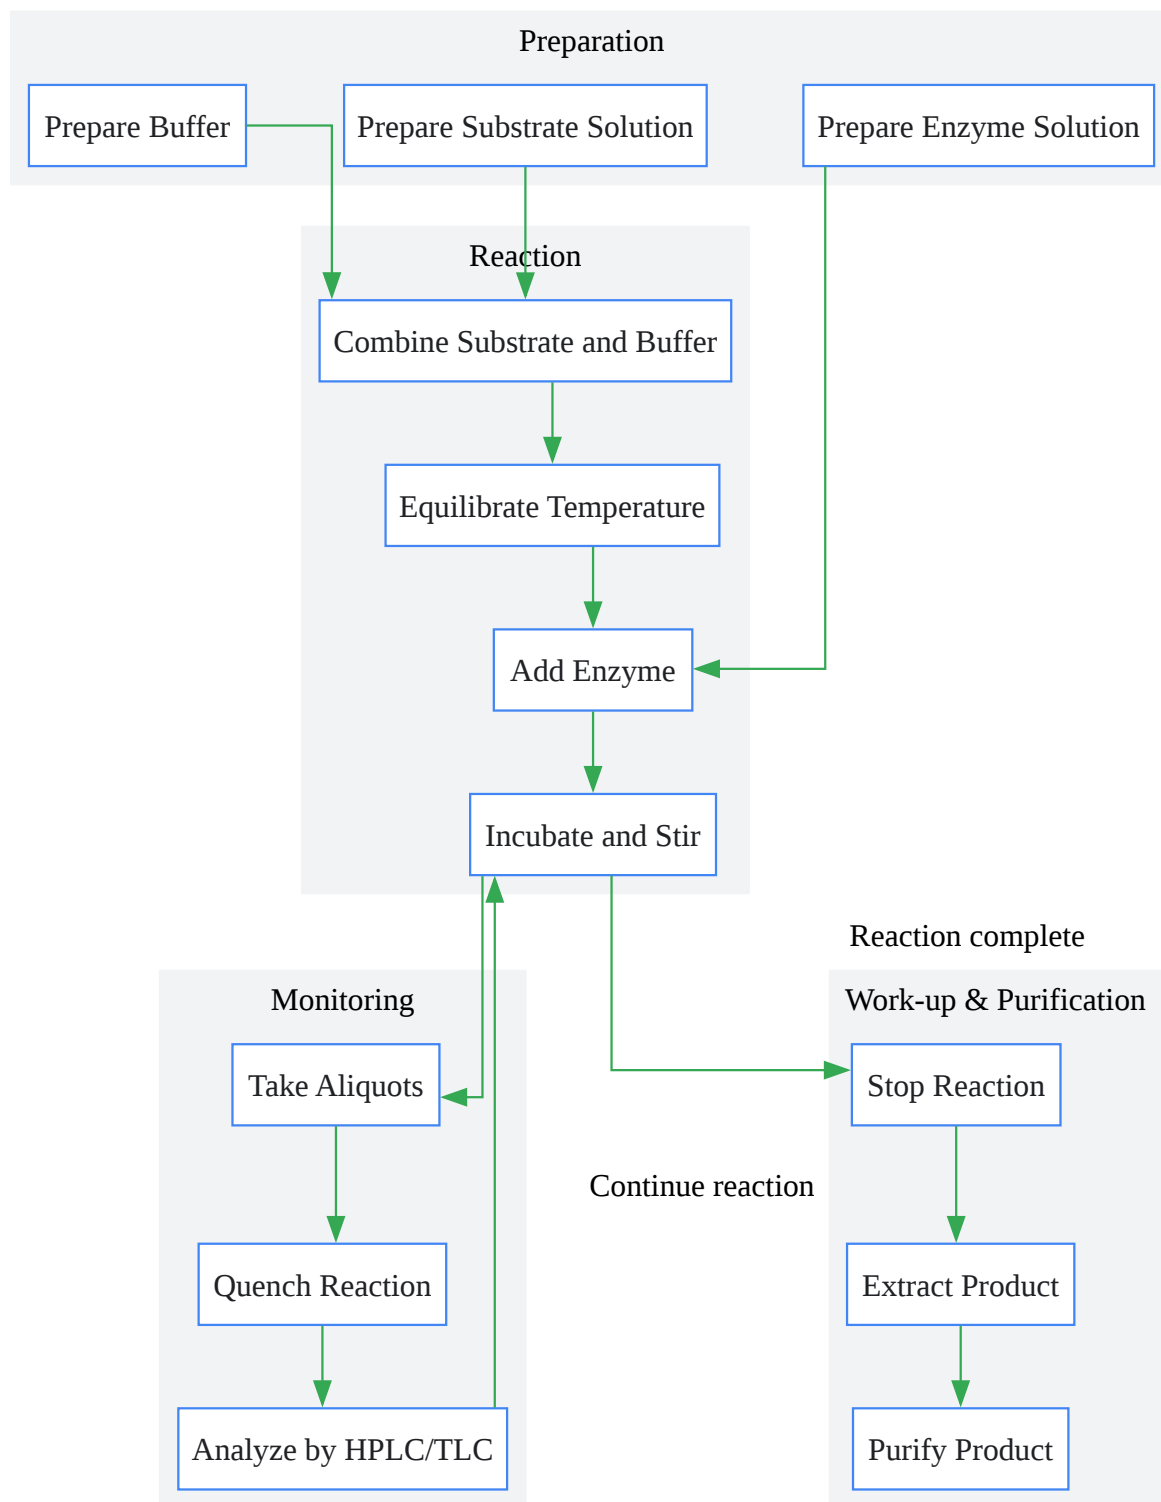 Preparation
Prepare Buffer
Prepare Substrate Solution
Prepare Enzyme Solution
Reaction
Combine Substrate and Buffer
Equilibrate Temperature
Add Enzyme
Incubate and Stir
Reaction complete
Monitoring
Work-up & Purification
Take Aliquots
Stop Reaction
Continue reaction
Quench Reaction
Extract Product
Analyze by HPLC/TLC
Purify Product